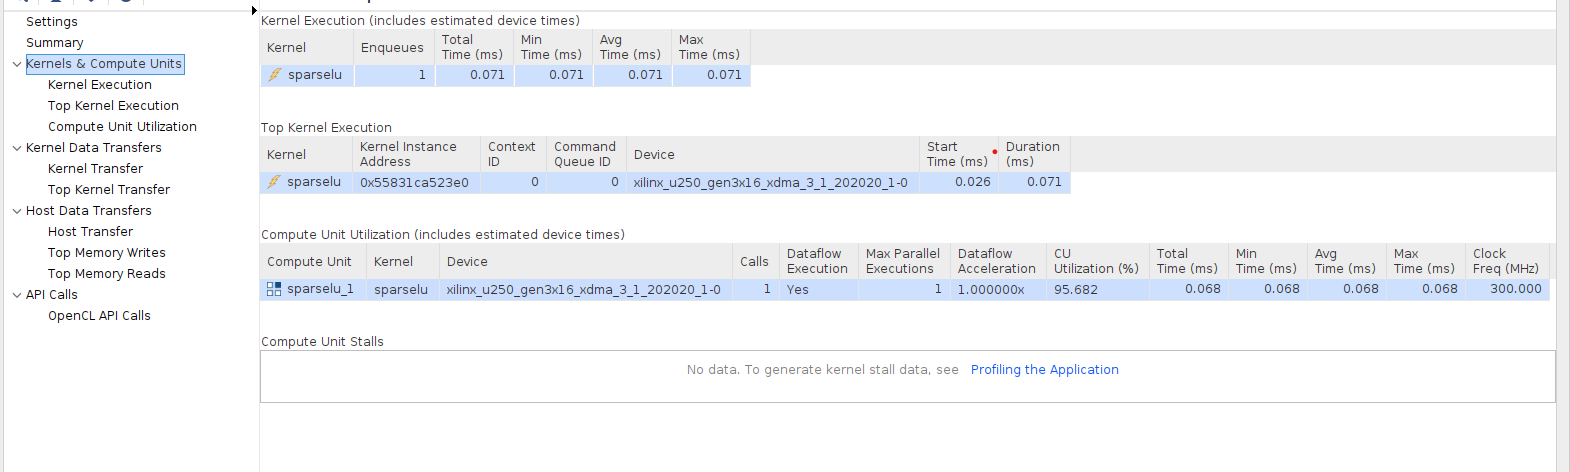 Settings
Summary
Kernels & Compute Units
Kernel Execution
Top Kernel Execution
Compute Unit Utilization
Kernel Data Transfers
Kernel Transfer
Top Kernel Transfer
Host Data Transfers
Host Transfer
Top Memory Writes
Top Memory Reads
API Calls
OpenCL API Calls
Kernel Execution (includes estimated device times)
Kernel Enqueues Total Time (ms) Min Time (ms) Avg Time (ms) Max Time (ms)
sparselu 1 0.071 0.071 0.071 0.071
Top Kernel Execution
Kernel Kernel Instance Address Context ID Command Queue ID Device Start Time (ms) Duration (ms)
sparselu 0x55831ca523e0 0 0 xilinx_u250_gen3x16_xdma_3_1_202020_1-0 0.026 0.071
Compute Unit Utilization (includes estimated device times)
Compute Unit Kernel Device Calls Dataflow Execution Max Parallel Executions Dataflow Acceleration CU Utilization (%) Total Time (ms) Min Time (ms) Avg Time (ms) Max Time (ms) Clock Freq (MHz)
sparselu_1 sparselu xilinx_u250_gen3x16_xdma_3_1_202020_1-0 1 Yes 1 1.000000x 95.682 0.068 0.068 0.068 0.068 300.000
Compute Unit Stalls
No data. To generate kernel stall data, see Profiling the Application